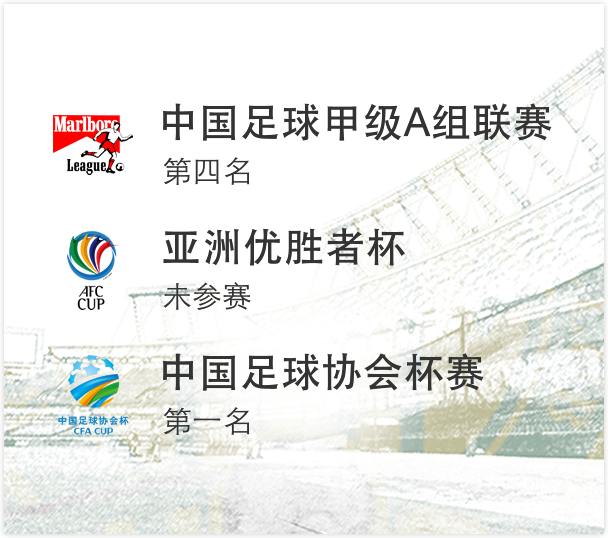 Marlboro
League
中国足球甲级A组联赛
第四名
AFC
CUP
亚洲优胜者杯
未参赛
中国足球协会杯
CFA CUP
中国足球协会杯赛
第一名